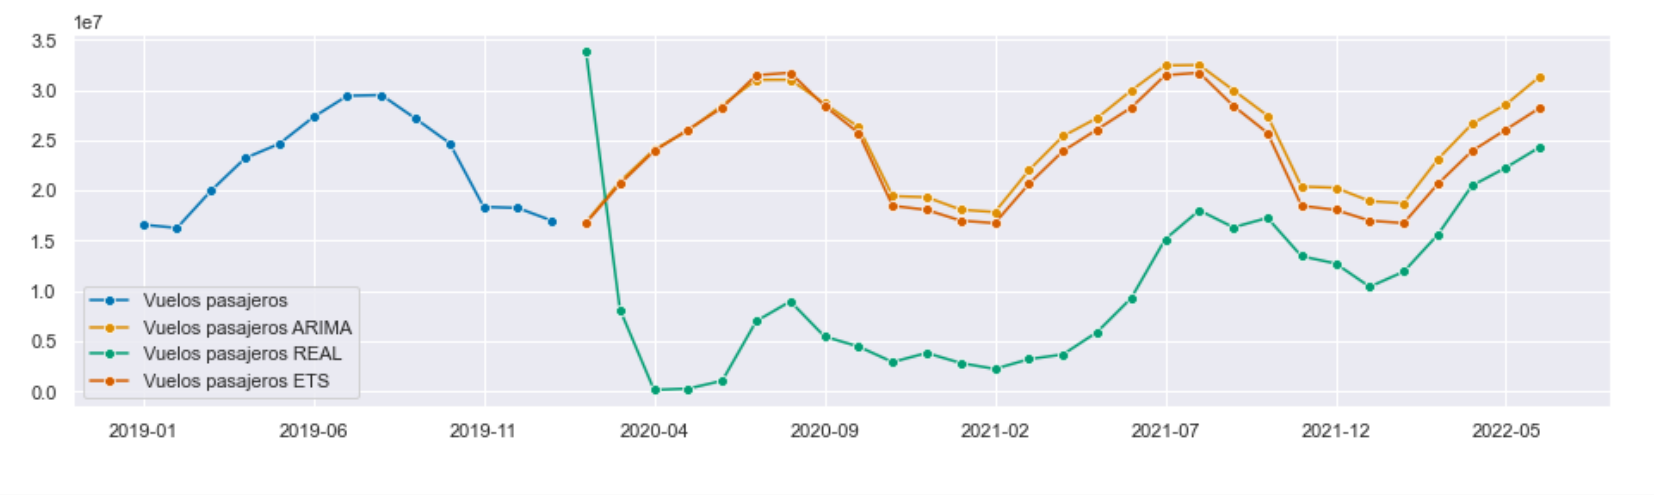 1e7
3.5
3.0
2.5
2.0
1.5
1.0
0.5
0.0
Vuelos pasajeros
Vuelos pasajeros ARIMA
Vuelos pasajeros REAL
Vuelos pasajeros ETS
2019-01 2019-06 2019-11 2020-04 2020-09 2021-02 2021-07 2021-12 2022-05